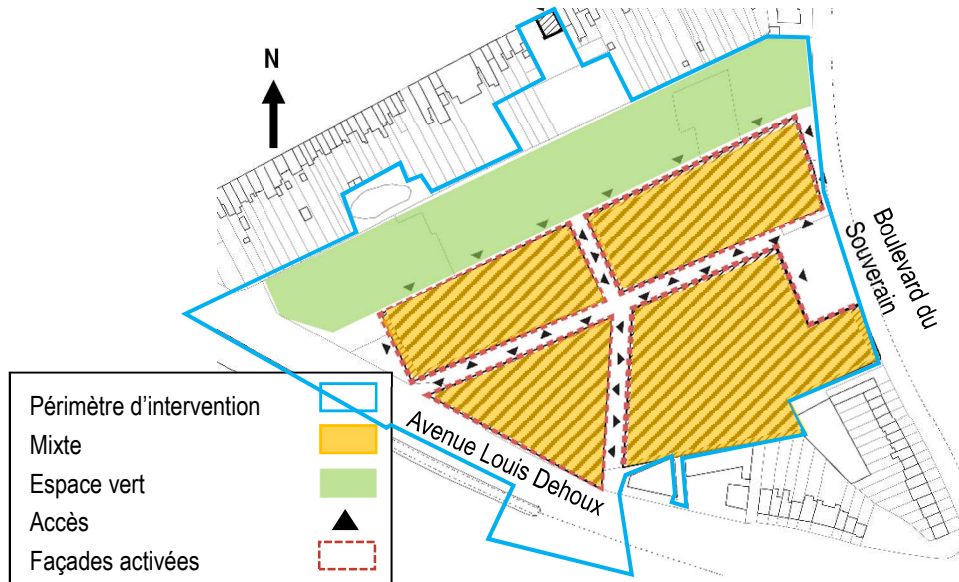 N
Boulevard du
Souverain
Avenue Louis Dehoux
Périmètre d’intervention
Mixte
Espace vert
Accès
Façades activées